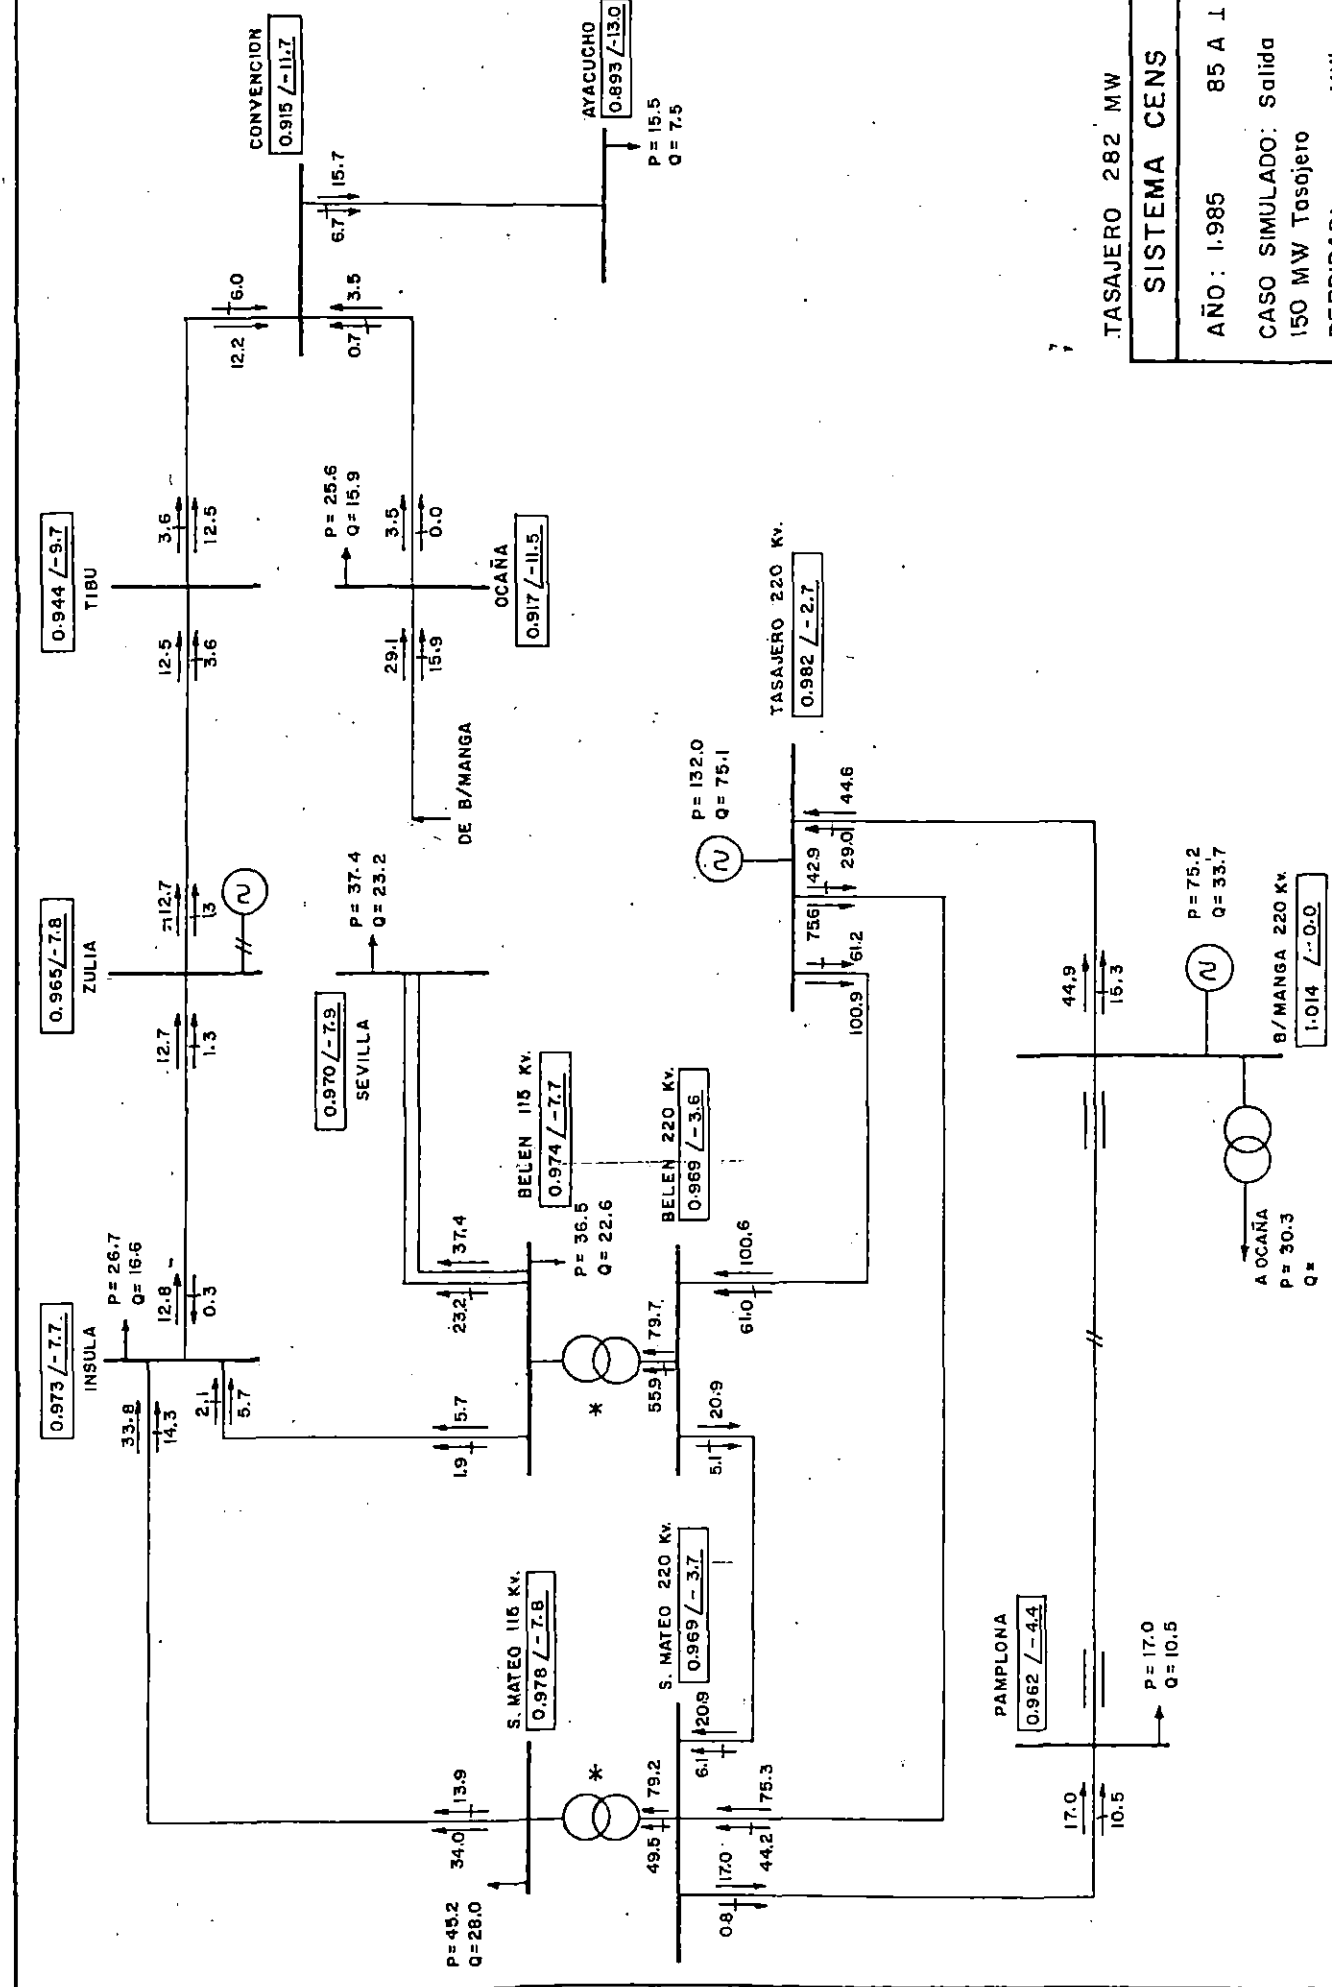 CONVENCION
0.915 /-11.7
AYACUCHO
0.893 /-13.0
15.7
6.7
P= 15.5
Q= 7.5
6.0
12.2
3.5
0.7
0.944 /-9.7
TIBU
3.6
12.5
12.5
3.6
P= 25.6
Q= 15.9
3.5
0.0
OCAÑA
0.917 /-11.5
29.1
15.9
DE B/MANGA
0.965 /-7.8
ZULIA
12.7
.13
12.7
1.3
P= 37.4
Q= 23.2
0.970 /-7.9
SEVILLA
TASAJERO 220 Kv.
0.982 /-2.7
P= 132.0
Q= 75.1
44.6
29.0
42.9
75.6
61.2
100.9
BELEN 115 Kv.
0.974 /-7.7
BELEN 220 Kv.
0.969 /-3.6
37.4
23.2
P= 36.5
Q= 22.6
100.6
61.0
79.7
55.9
*
5.7
1.9
20.9
5.1
0.973 /-7.7
INSULA
P= 26.7
Q= 16.6
12.8
0.3
33.8
14.3
2.1
5.7
S. MATEO 115 Kv.
0.978 /-7.8
S. MATEO 220 Kv.
0.969 /-3.7
13.9
34.0
P= 45.2
Q= 28.0
*
79.2
49.5
20.9
6.1
75.3
44.2
17.0
0.8
PAMPLONA
0.962 /-4.4
P= 17.0
Q= 10.5
17.0
10.5
44.9
15.3
P= 75.2
Q= 33.7
B/MANGA 220 Kv.
1.014 /-0.0
A OCAÑA
P= 30.3
Q=
TASAJERO 282 MW
SISTEMA CENS
AÑO: 1.985 85 A 1
CASO SIMULADO: Salida
150 MW Tasajero